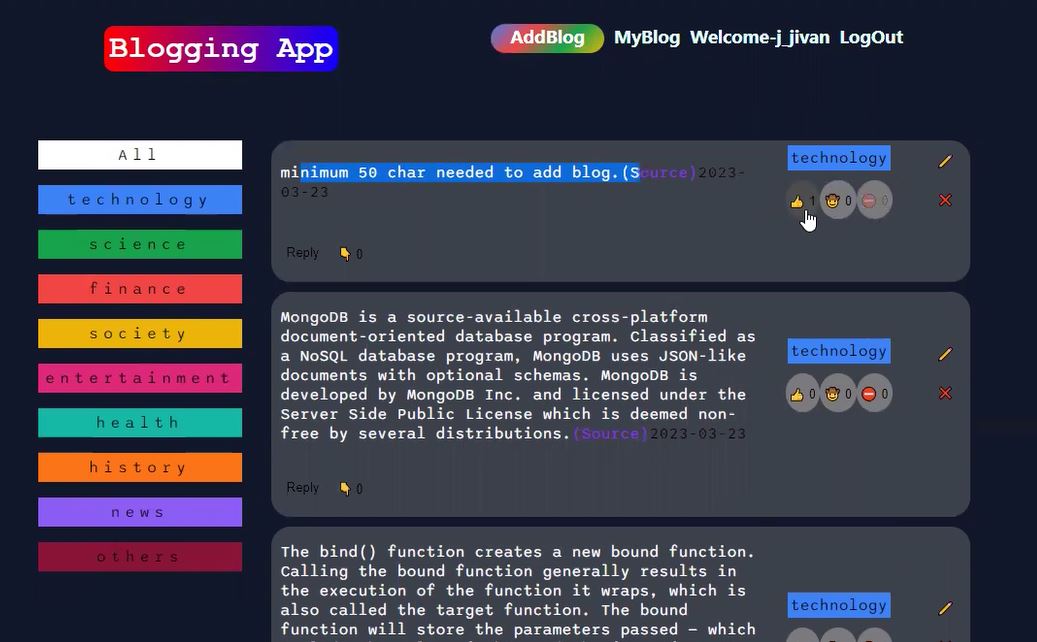 Blogging App
AddBlog MyBlog Welcome-j_jivan LogOut
All
technology
science
finance
society
entertainment
health
history
news
others
minimum 50 char needed to add blog.(Source)2023-
03-23
technology
1 0 0
Reply 0
MongoDB is a source-available cross-platform
document-oriented database program. Classified as
a NoSQL database program, MongoDB uses JSON-like
documents with optional schemas. MongoDB is
developed by MongoDB Inc. and licensed under the
Server Side Public License which is deemed non-
free by several distributions.(Source)2023-03-23
technology
0 0 0
Reply 0
The bind() function creates a new bound function.
Calling the bound function generally results in
the execution of the function it wraps, which is
also called the target function. The bound
function will store the parameters passed – which
technology